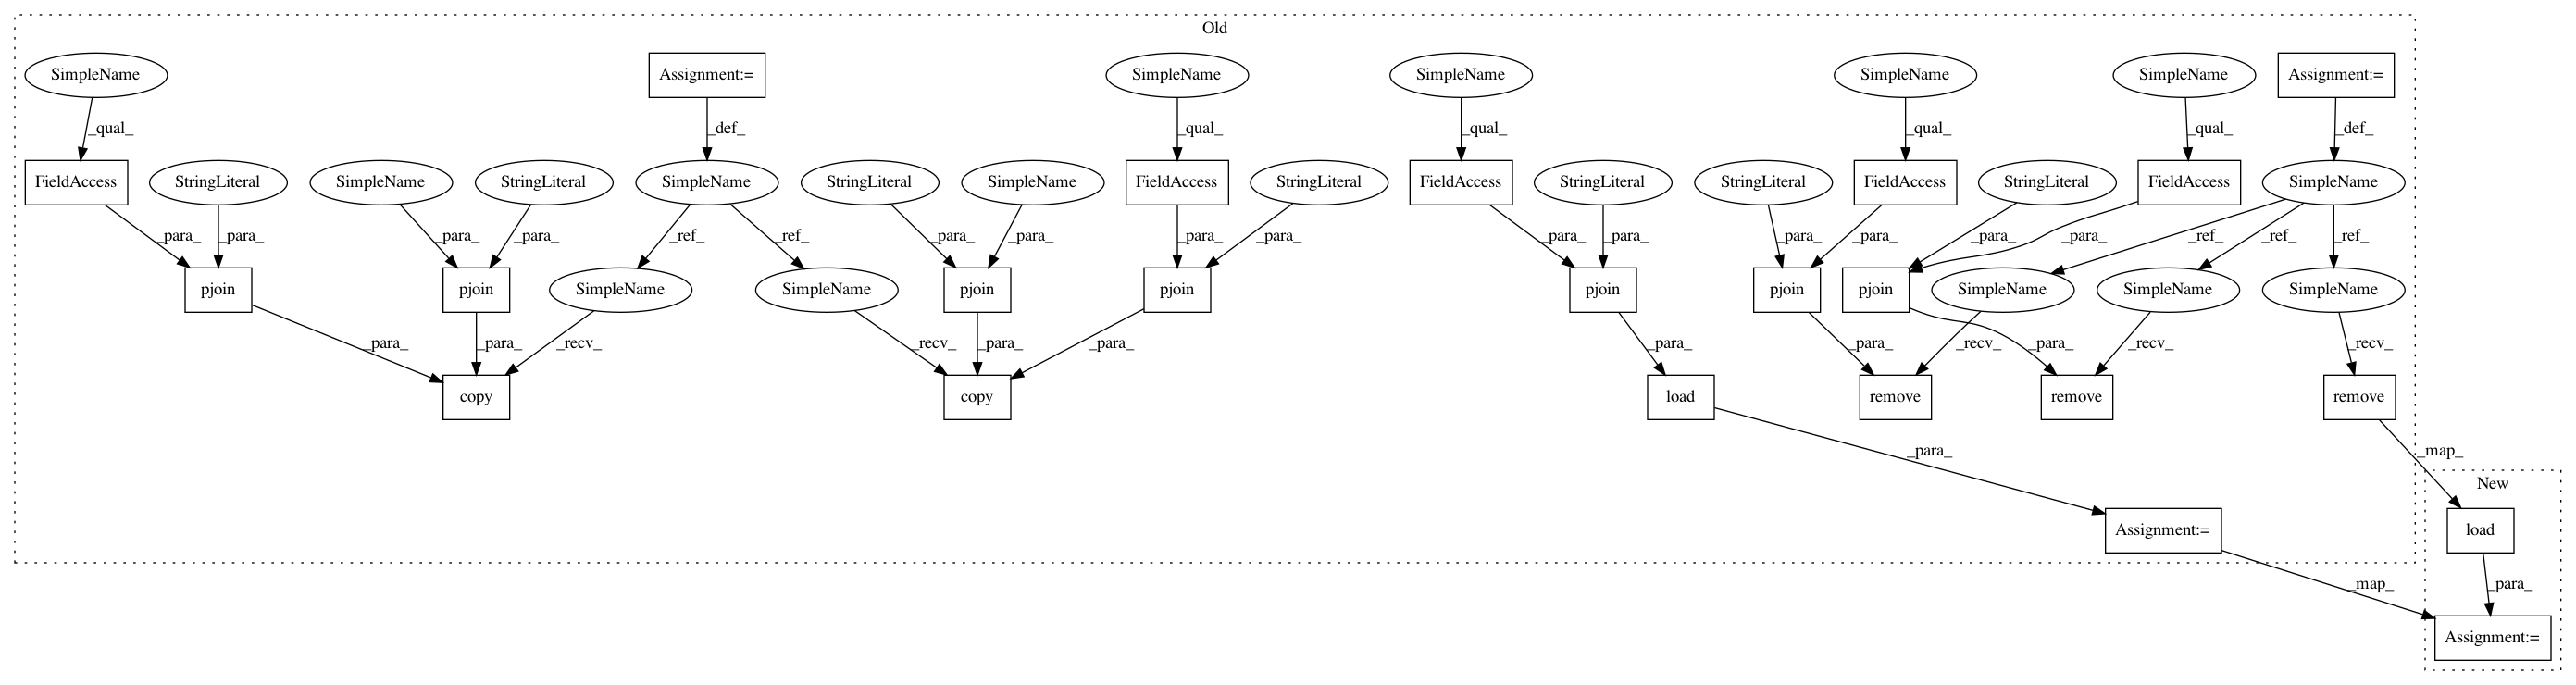 Old
SimpleName
Assignment:=
SimpleName
SimpleName
SimpleName
SimpleName
Assignment:=
_qual_
_def_
_qual_
_qual_
_qual_
_qual_
_def_
FieldAccess
StringLiteral
SimpleName
StringLiteral
SimpleName
StringLiteral
SimpleName
FieldAccess
StringLiteral
FieldAccess
StringLiteral
StringLiteral
FieldAccess
StringLiteral
FieldAccess
SimpleName
_para_
_para_
_para_
_para_
_ref_
_ref_
_para_
_para_
_para_
_para_
_para_
_para_
_para_
_para_
_para_
_para_
_ref_
_ref_
_ref_
pjoin
pjoin
SimpleName
SimpleName
pjoin
pjoin
pjoin
pjoin
pjoin
SimpleName
SimpleName
SimpleName
_para_
_para_
_recv_
_recv_
_para_
_para_
_para_
_para_
_recv_
_para_
_recv_
_recv_
copy
copy
load
remove
remove
remove
_para_
_map_
New
Assignment:=
load
_map_
_para_
Assignment:=